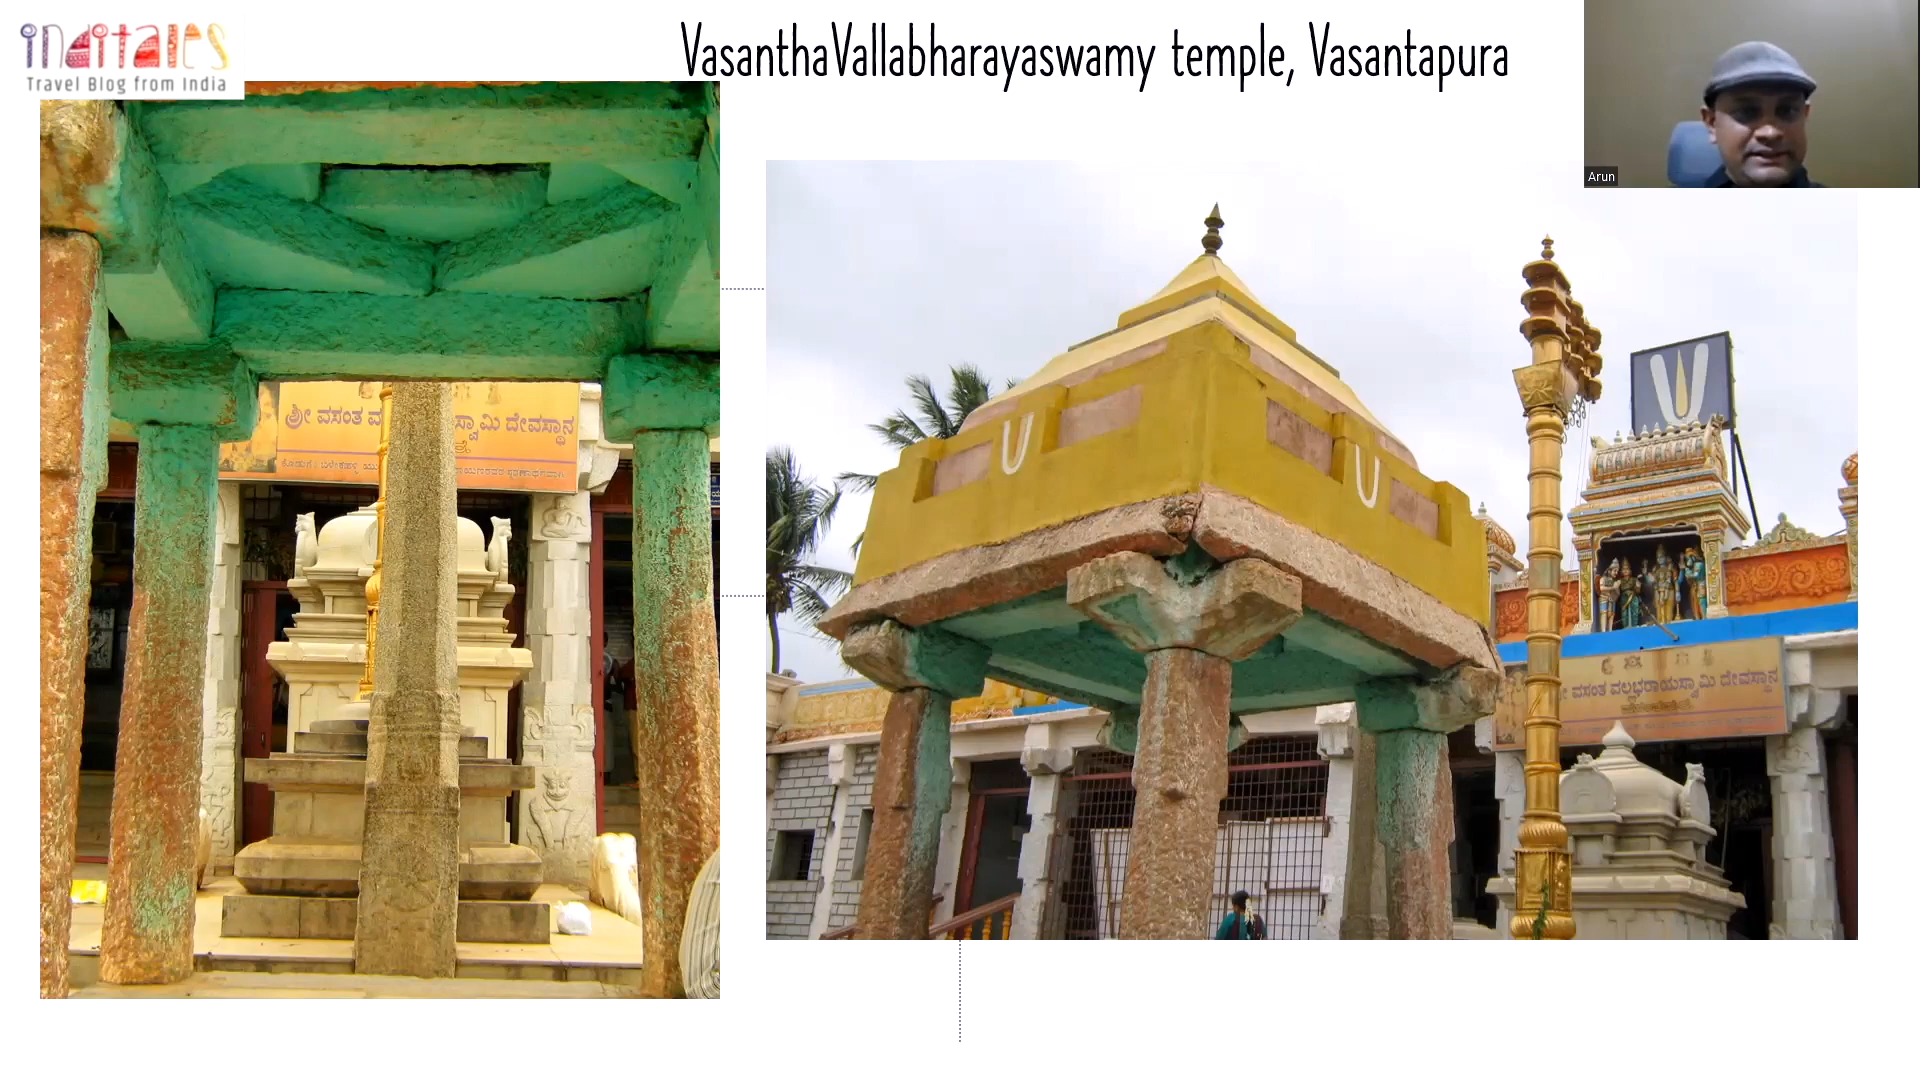 inditales
Travel Blog from India
VasanthaVallabharayaswamy temple, Vasantapura
Arun
ಶ್ರೀ ವಸಂತ ವ ಸ್ವಾಮಿ ದೇವಸ್ಥಾನ
ವಸಂತ ವಲ್ಲಭರಾಯಸ್ವಾಮಿ ದೇವಸ್ಥಾನ